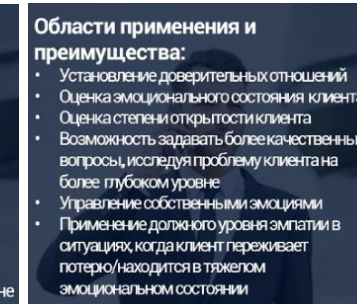 Области применения и
преимущества:
• Установление доверительных отношений
• Оценка эмоционального состояния клиента
• Оценка степени открытости клиента
• Возможность задавать более качественны
вопросы, исследуя проблему клиента на
более глубоком уровне
• Управление собственными эмоциями
• Применение должного уровня эмпатии в
ситуациях, когда клиент переживает
потерю/находится в тяжелом
не эмоциональном состоянии